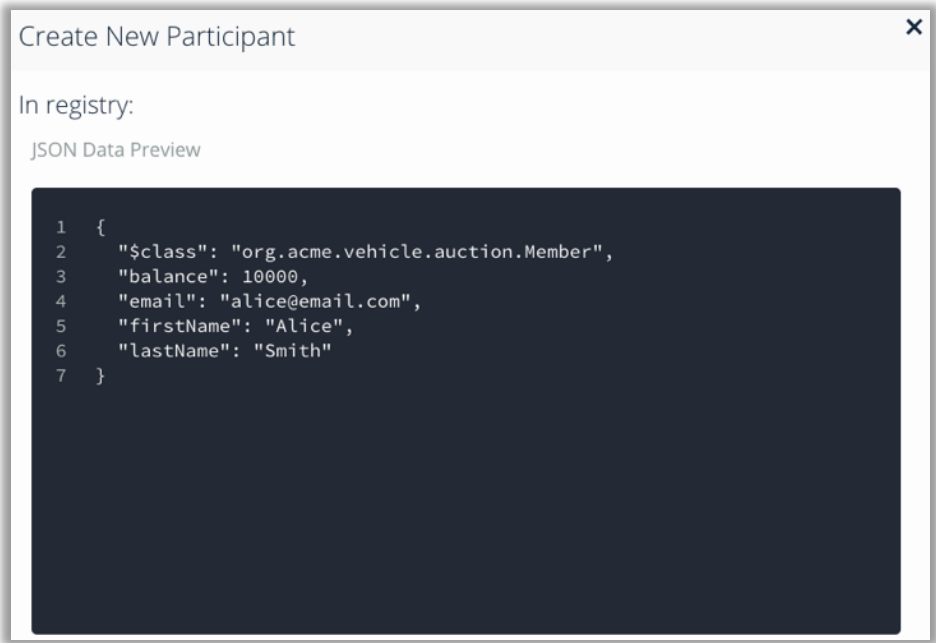 Create New Participant
×
In registry:
JSON Data Preview
1 {
2 "$class": "org.acme.vehicle.auction.Member",
3 "balance": 10000,
4 "email": "alice@email.com",
5 "firstName": "Alice",
6 "lastName": "Smith"
7 }